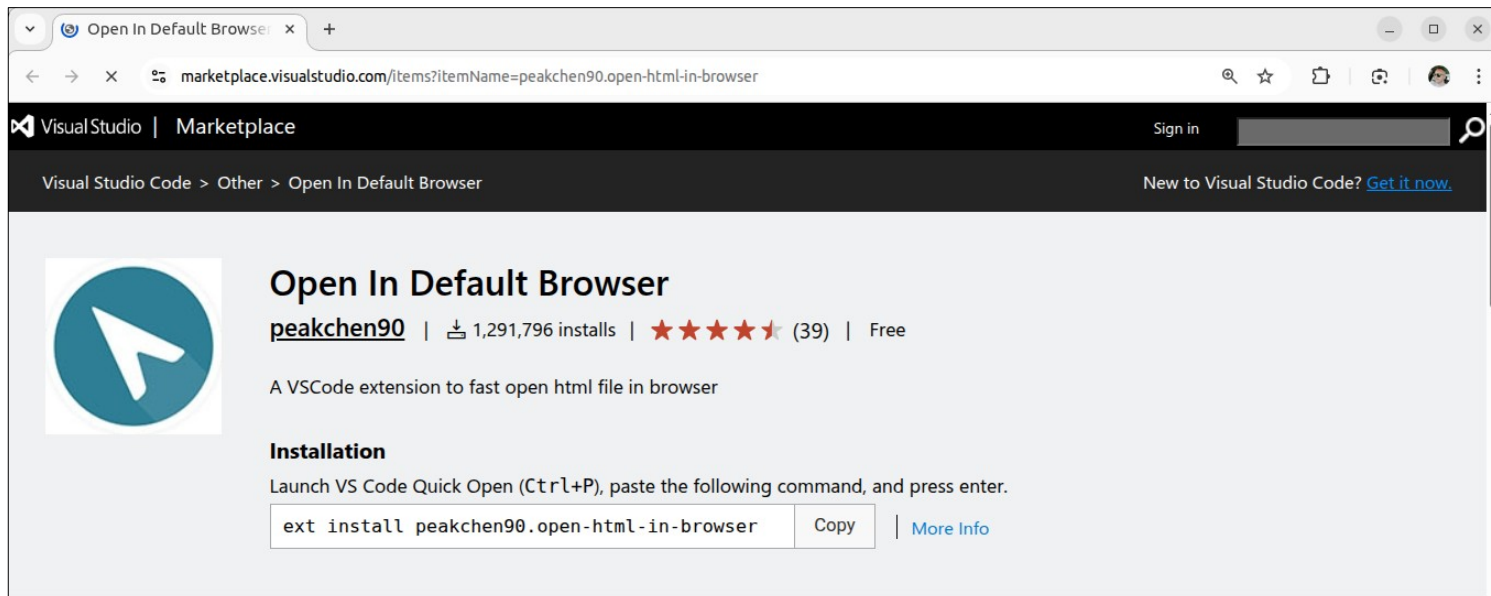 Open In Default Browser
marketplace.visualstudio.com/items?itemName=peakchen90.open-html-in-browser
Visual Studio | Marketplace
Sign in
Visual Studio Code > Other > Open In Default Browser
New to Visual Studio Code? Get it now.
Open In Default Browser
peakchen90 | 1,291,796 installs | (39) | Free
A VSCode extension to fast open html file in browser
Installation
Launch VS Code Quick Open (Ctrl+P), paste the following command, and press enter.
ext install peakchen90.open-html-in-browser
Copy
More Info